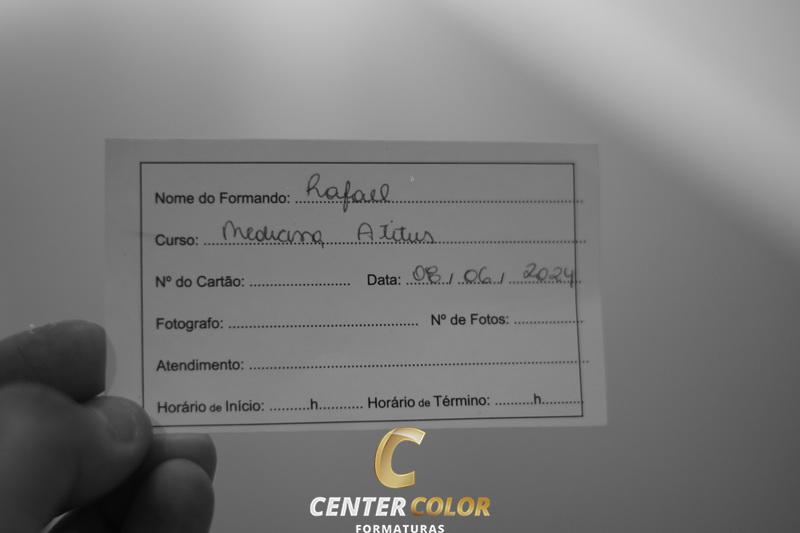 Nome do Formando: Rafael
Curso: Medicina Atitus
Nº do Cartão: Data: 08/06/2024
Fotografo: Nº de Fotos:
Atendimento:
Horário de Início: h Horário de Término: h
C
CENTER COLOR
FORMATURAS